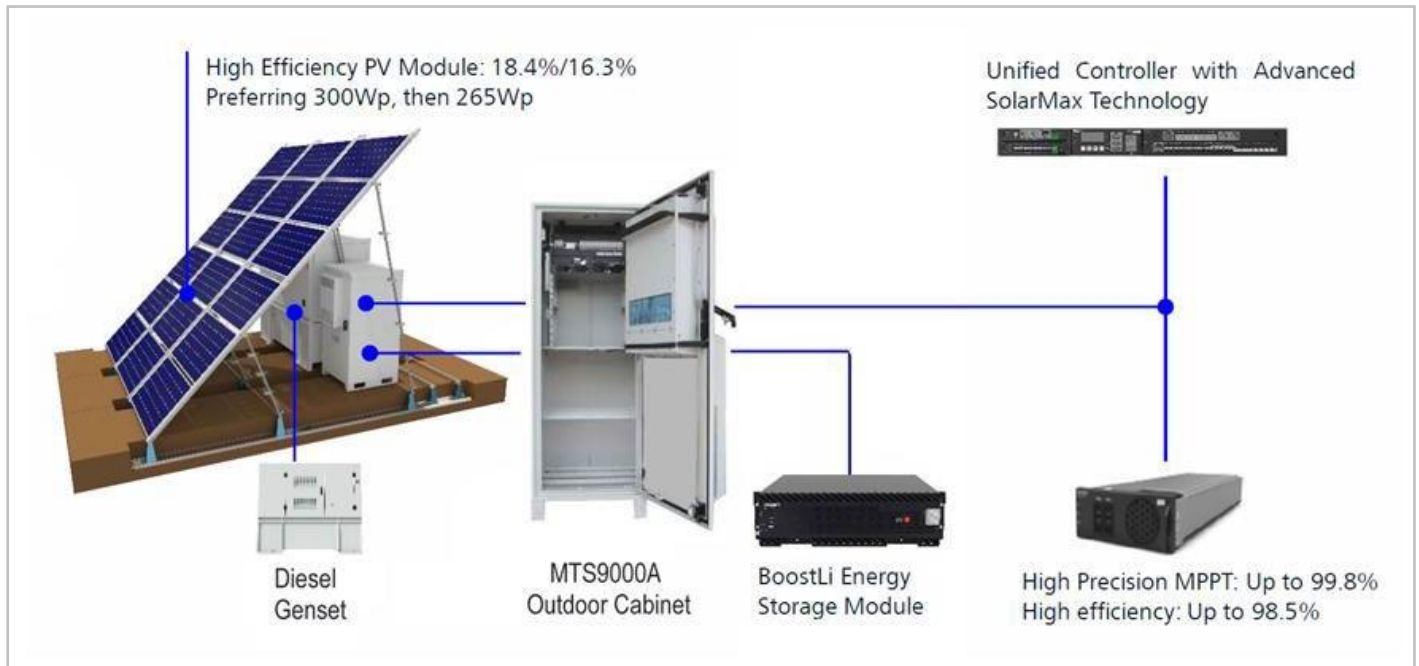 High Efficiency PV Module: 18.4%/16.3%
Preferring 300Wp, then 265Wp
Unified Controller with Advanced
SolarMax Technology
Diesel
Genset
MTS9000A
Outdoor Cabinet
BoostLi Energy
Storage Module
High Precision MPPT: Up to 99.8%
High efficiency: Up to 98.5%